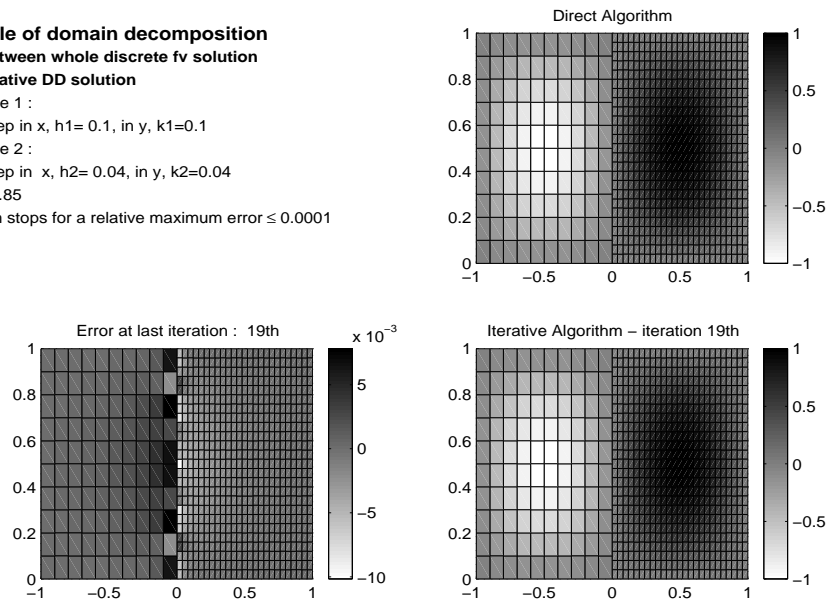 le of domain decomposition
tween whole discrete fv solution
ative DD solution
e 1 :
ep in x, h1= 0.1, in y, k1=0.1
e 2 :
ep in x, h2= 0.04, in y, k2=0.04
.85
n stops for a relative maximum error ≤ 0.0001
Direct Algorithm
1
0.8
0.6
0.4
0.2
0
−1 −0.5 0 0.5 1
1
0.5
0
−0.5
−1
Error at last iteration : 19th
x 10−3
1
0.8
0.6
0.4
0.2
0
−1 −0.5 0 0.5 1
5
0
−5
−10
Iterative Algorithm − iteration 19th
1
0.8
0.6
0.4
0.2
0
−1 −0.5 0 0.5 1
1
0.5
0
−0.5
−1